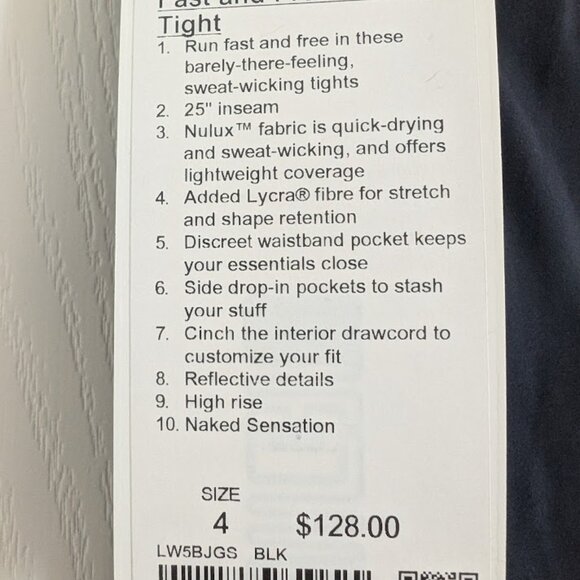 Fast and
Tight
1. Run fast and free in these
barely-there-feeling,
sweat-wicking tights
2. 25" inseam
3. Nulux™ fabric is quick-drying
and sweat-wicking, and offers
lightweight coverage
4. Added Lycra® fibre for stretch
and shape retention
5. Discreet waistband pocket keeps
your essentials close
6. Side drop-in pockets to stash
your stuff
7. Cinch the interior drawcord to
customize your fit
8. Reflective details
9. High rise
10. Naked Sensation
SIZE
4 $128.00
LW5BJGS BLK